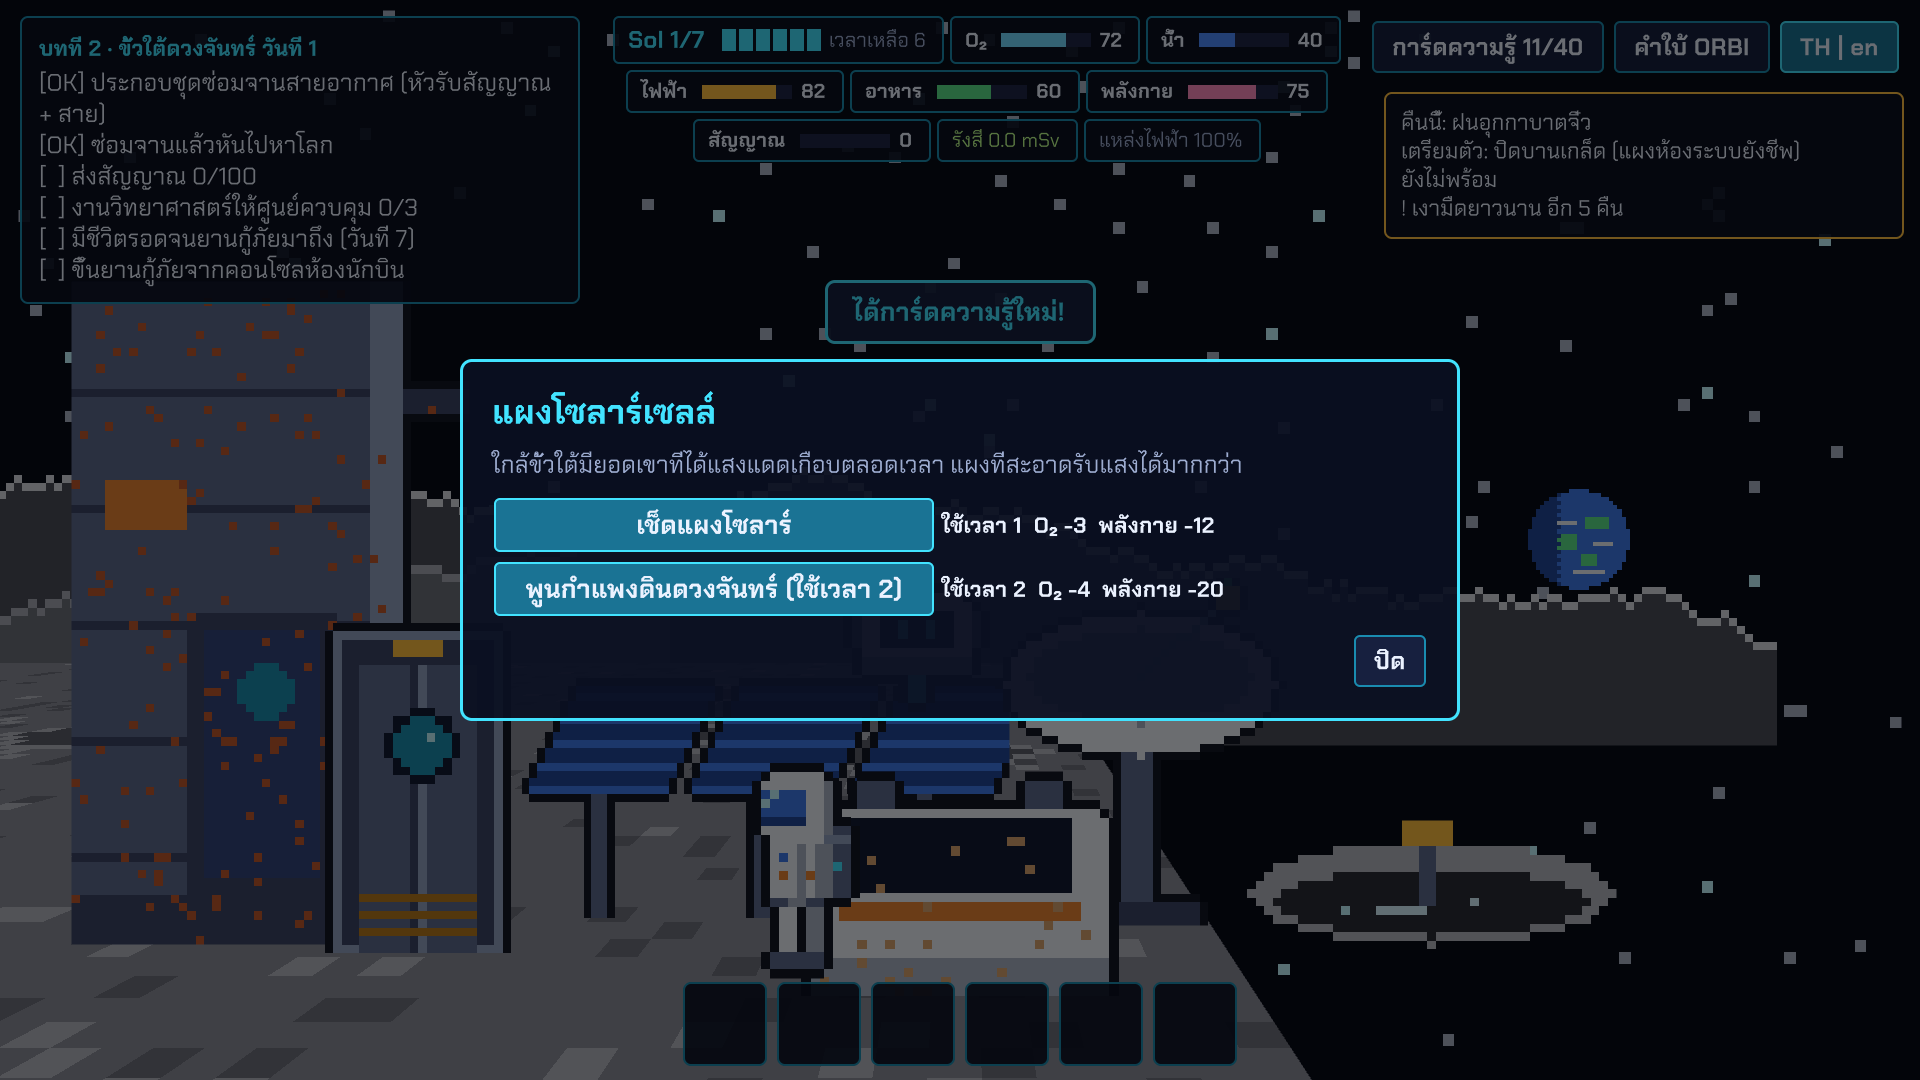 บทที่ 2 · ขั้วใต้ดวงจันทร์ วันที่ 1
[OK] ประกอบชุดซ่อมจานสายอากาศ (หัวรับสัญญาณ
+ สาย)
[OK] ซ่อมจานแล้วหันไปหาโลก
[ ] ส่งสัญญาณ 0/100
[ ] งานวิทยาศาสตร์ให้ศูนย์ควบคุม 0/3
[ ] มีชีวิตรอดจนยานกู้ภัยมาถึง (วันที่ 7)
[ ] ขึ้นยานกู้ภัยจากคอนโซลห้องนักบิน
Sol 1/7 เวลาเหลือ 6
O₂ 72
น้ำ 40
ไฟฟ้า 82
อาหาร 60
พลังกาย 75
สัญญาณ 0
รังสี 0.0 mSv
แหล่งไฟฟ้า 100%
การ์ดความรู้ 11/40
คำใบ้ ORBI
TH | en
คืนนี้: ฝนอุกกาบาตจิ๋ว
เตรียมตัว: ปิดบานเกล็ด (แผงห้องระบบยังชีพ)
ยังไม่พร้อม
! เงามืดยาวนาน อีก 5 คืน
ได้การ์ดความรู้ใหม่!
แผงโซลาร์เซลล์
ใกล้ขั้วใต้มียอดเขาที่ได้แสงแดดเกือบตลอดเวลา แผงที่สะอาดรับแสงได้มากกว่า
เช็ดแผงโซลาร์ ใช้เวลา 1 O₂ -3 พลังกาย -12
พูนกำแพงดินดวงจันทร์ (ใช้เวลา 2) ใช้เวลา 2 O₂ -4 พลังกาย -20
ปิด